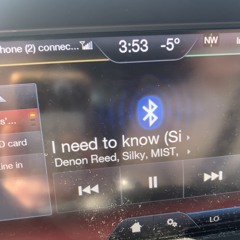 hone (2) connec...
3:53 -5° NW
s'...
D card
ine in
I need to know (Si
Denon Reed, Silky, MIST,
LO